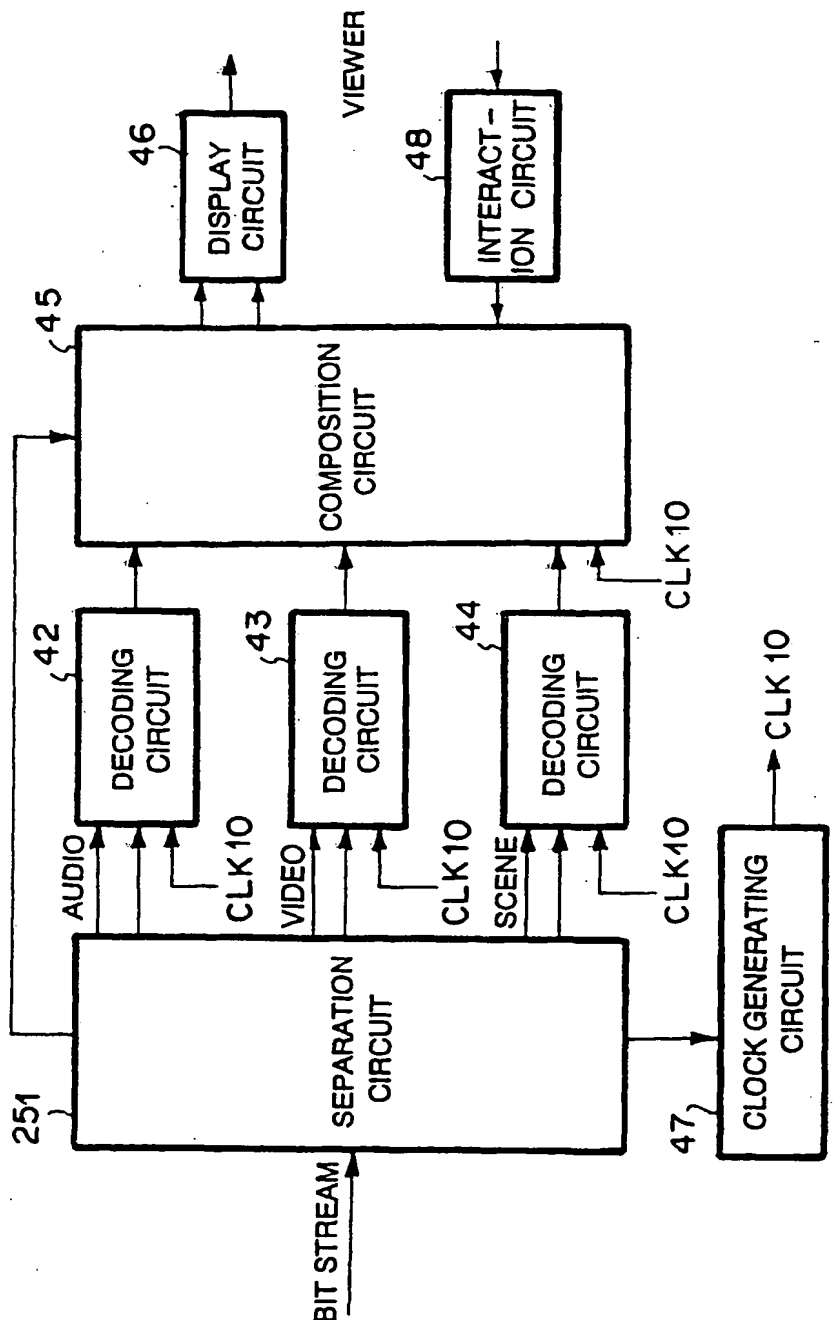 BIT STREAM
251
SEPARATION
CIRCUIT
AUDIO
CLK10
VIDEO
CLK10
SCENE
CLK10
42
DECODING
CIRCUIT
43
DECODING
CIRCUIT
44
DECODING
CIRCUIT
45
COMPOSITION
CIRCUIT
CLK10
46
DISPLAY
CIRCUIT
VIEWER
48
INTERACT-
ION CIRCUIT
47
CLOCK GENERATING
CIRCUIT
CLK 10